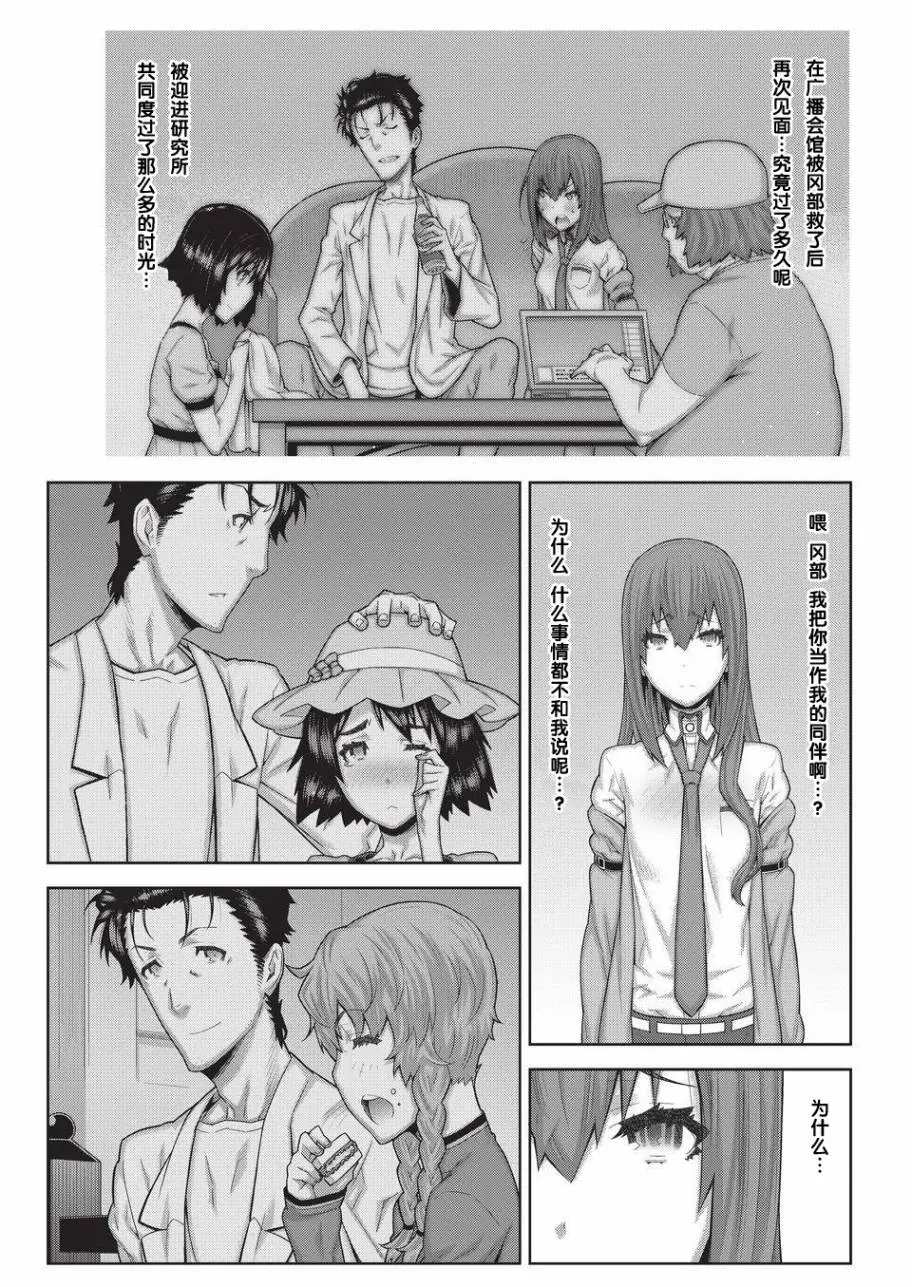 在广播会馆被冈部救了后
再次见面…究竟过了多久呢
被迎进研究所
共同度过了那么多的时光…
喂 冈部 我把你当作我的同伴啊…?
为什么 什么事情都不和我说呢…?
为什么…